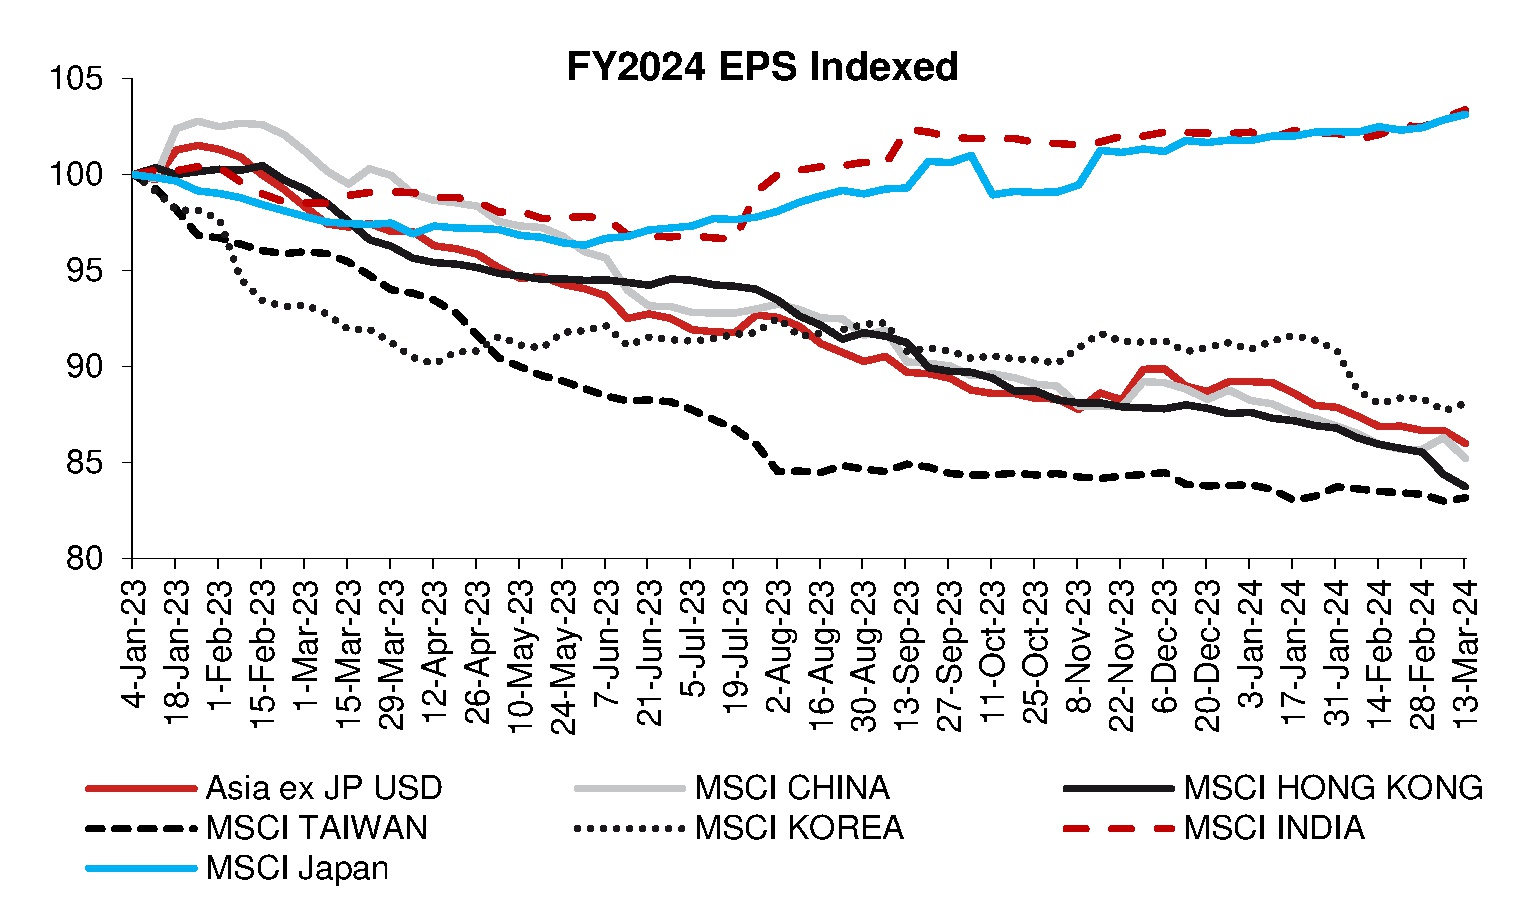 FY2024 EPS Indexed
105
100
95
90
85
80
4-Jan-23
18-Jan-23
1-Feb-23
15-Feb-23
1-Mar-23
15-Mar-23
29-Mar-23
12-Apr-23
26-Apr-23
10-May-23
24-May-23
7-Jun-23
21-Jun-23
5-Jul-23
19-Jul-23
2-Aug-23
16-Aug-23
30-Aug-23
13-Sep-23
27-Sep-23
11-Oct-23
25-Oct-23
8-Nov-23
22-Nov-23
6-Dec-23
20-Dec-23
3-Jan-24
17-Jan-24
31-Jan-24
14-Feb-24
28-Feb-24
13-Mar-24
Asia ex JP USD
MSCI CHINA
MSCI HONG KONG
MSCI TAIWAN
MSCI KOREA
MSCI INDIA
MSCI Japan